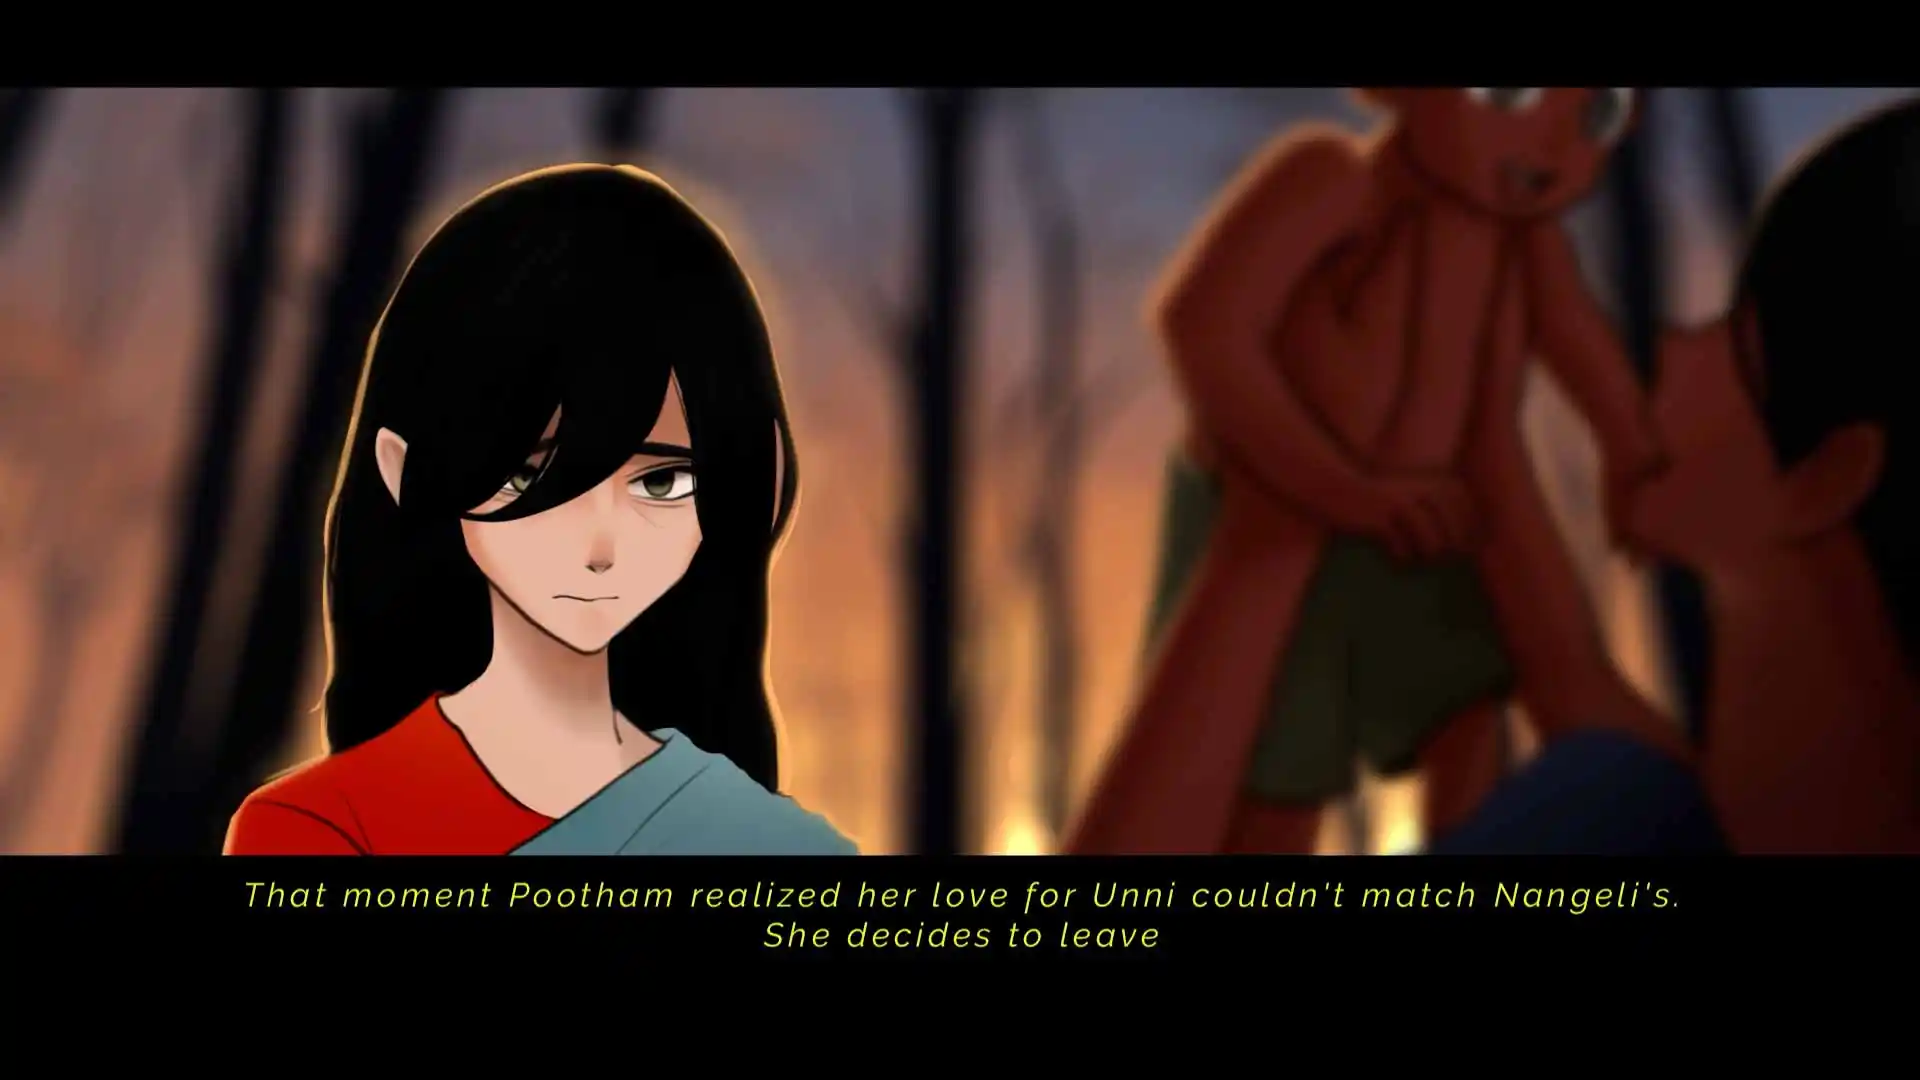 That moment Pootham realized her love for Unni couldn't match Nangeli's.
She decides to leave